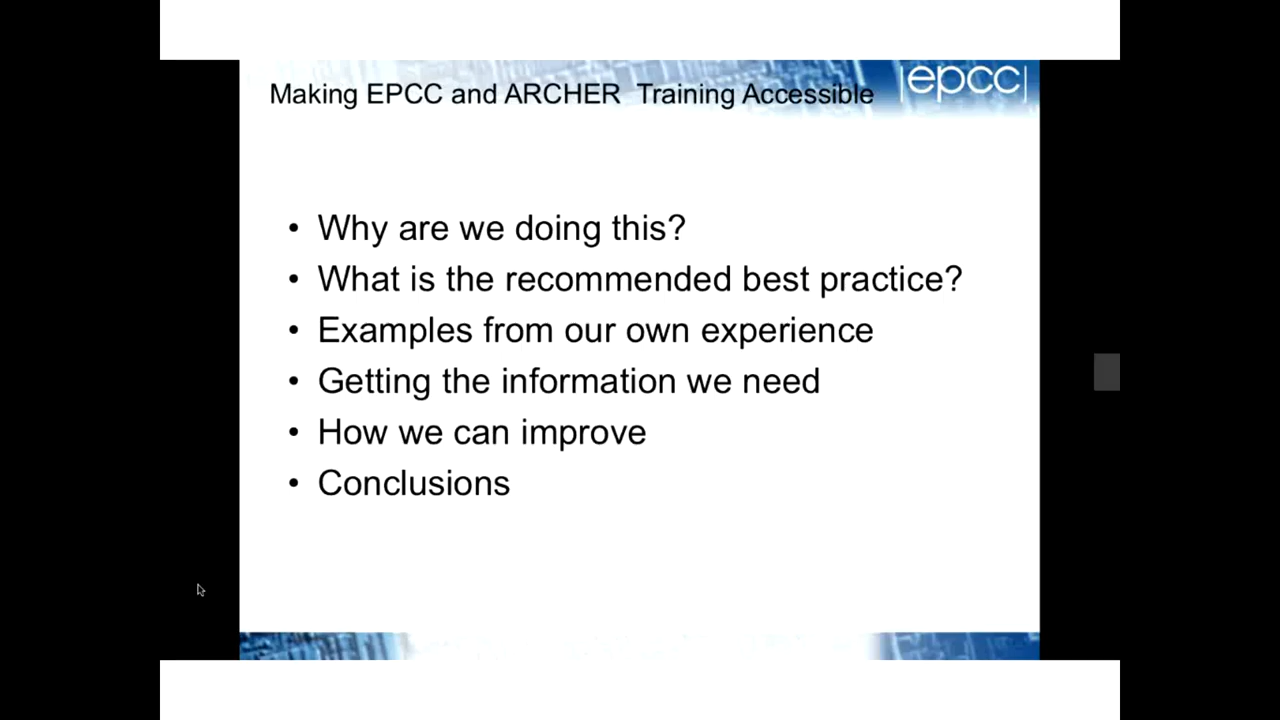 Making EPCC and ARCHER Training Accessible
|epcc|
• Why are we doing this?
• What is the recommended best practice?
• Examples from our own experience
• Getting the information we need
• How we can improve
• Conclusions